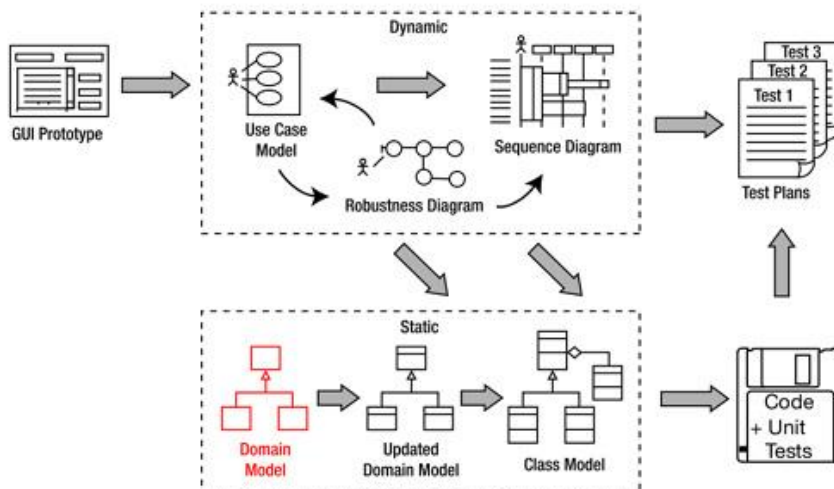 Dynamic
GUI Prototype
Use Case
Model
Robustness Diagram
Sequence Diagram
Test 3
Test 2
Test 1
Test Plans
Static
Domain
Model
Updated
Domain Model
Class Model
Code
+ Unit
Tests